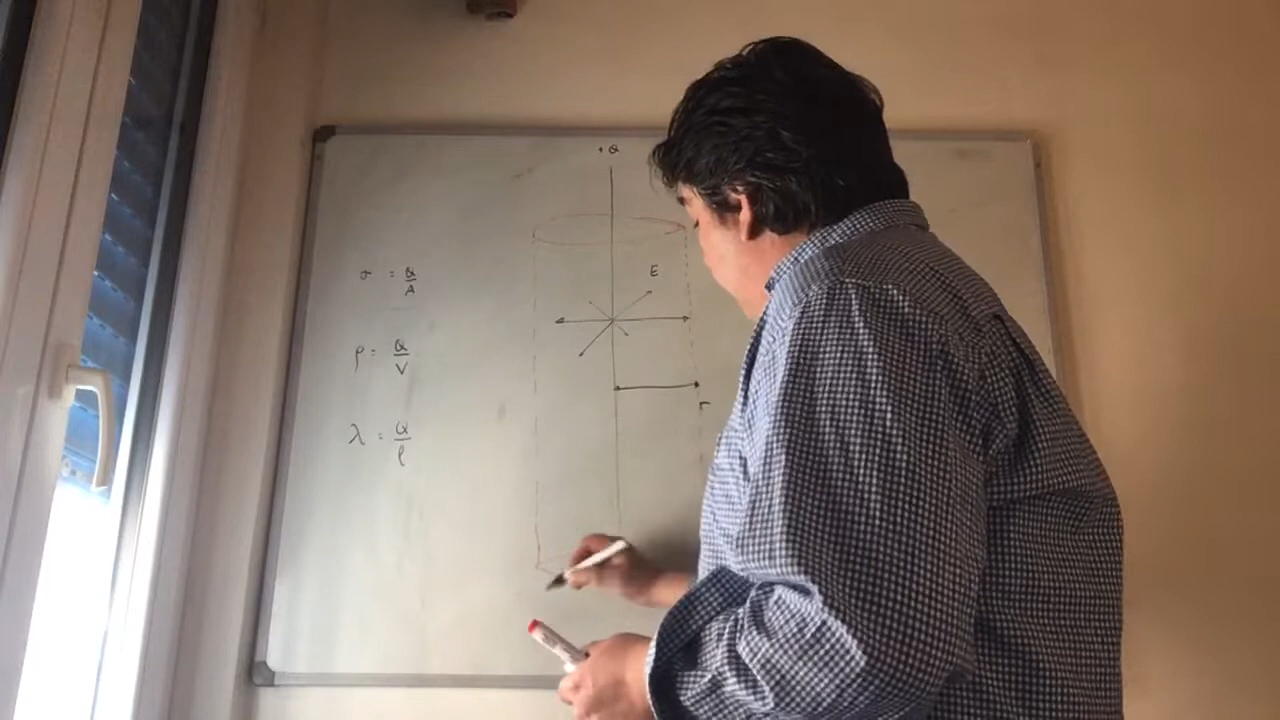 +Q
σ = Q/A
E
ρ = Q/V
r
λ = Q/ℓ